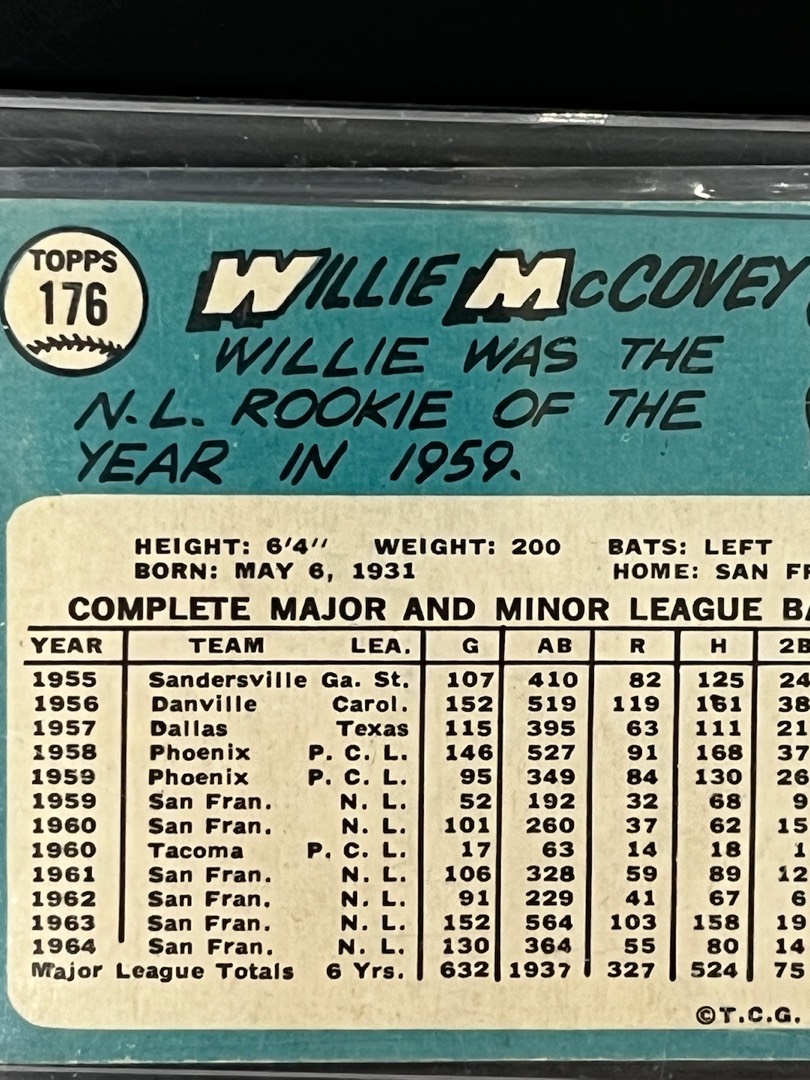 TOPPS
176
WILLIE McCOVEY
WILLIE WAS THE
N.L. ROOKIE OF THE
YEAR IN 1959.
HEIGHT: 6'4" WEIGHT: 200 BATS: LEFT
BORN: MAY 6, 1931 HOME: SAN
COMPLETE MAJOR AND MINOR LEAGUE
YEAR TEAM LEA. G AB R H 2B
1955 Sandersville Ga. St. 107 410 82 125 24
1956 Danville Carol. 152 519 119 161 38
1957 Dallas Texas 115 395 63 111 21
1958 Phoenix P. C. L. 146 527 91 168 37
1959 Phoenix P. C. L. 95 349 84 130 26
1959 San Fran. N. L. 52 192 32 68 9
1960 San Fran. N. L. 101 260 37 62 15
1960 Tacoma P. C. L. 17 63 14 18 1
1961 San Fran. N. L. 106 328 59 89 12
1962 San Fran. N. L. 91 229 41 67 6
1963 San Fran. N. L. 152 564 103 158 19
1964 San Fran. N. L. 130 364 55 80 14
Major League Totals 6 Yrs. 632 1937 327 524 75
©T.C.G.